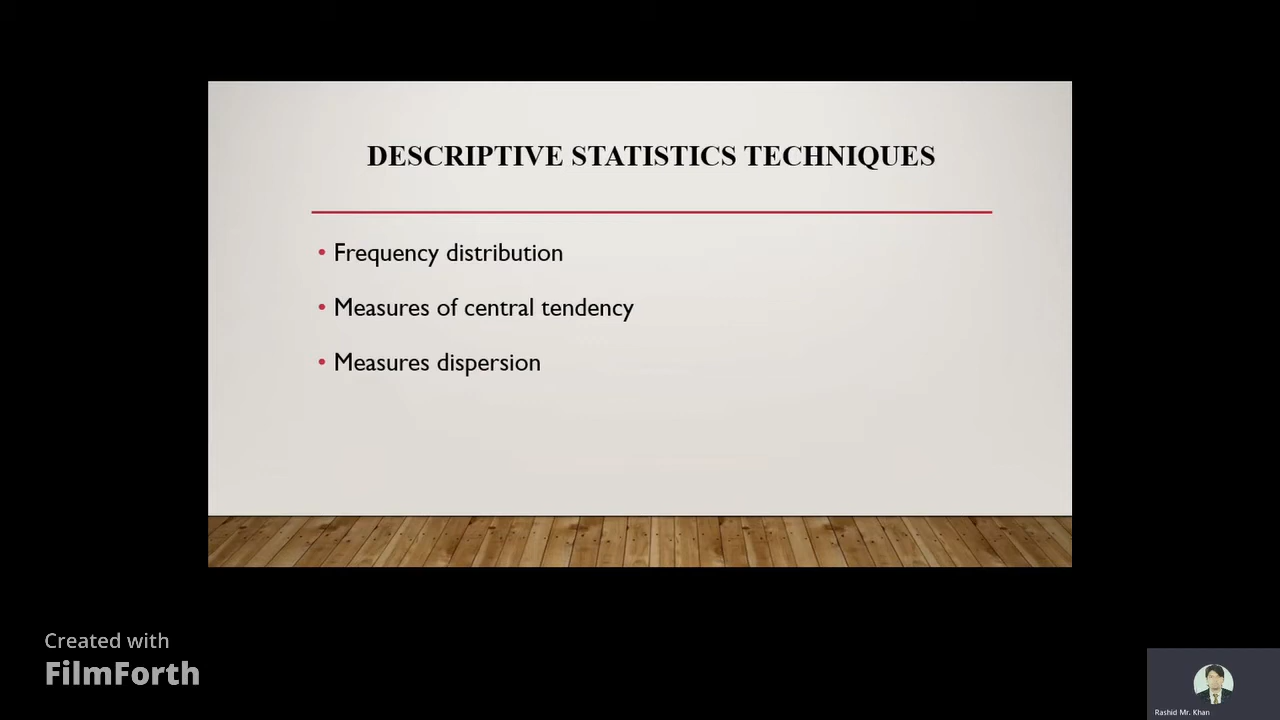 DESCRIPTIVE STATISTICS TECHNIQUES
• Frequency distribution
• Measures of central tendency
• Measures dispersion
Created with
FilmForth
Rashid Mr. Khan